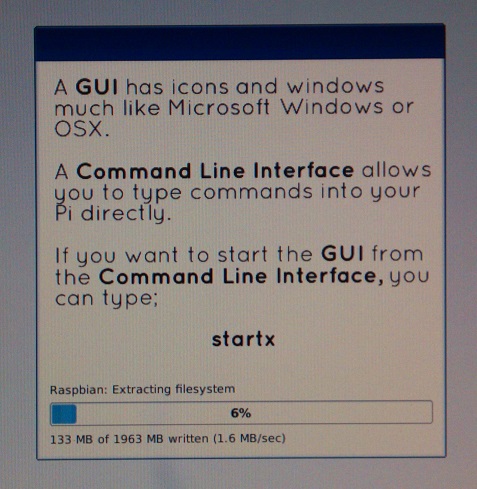 A GUI has icons and windows
much like Microsoft Windows or
OSX.
A Command Line Interface allows
you to type commands into your
Pi directly.
If you want to start the GUI from
the Command Line Interface, you
can type;
startx
Raspbian: Extracting filesystem
6%
133 MB of 1963 MB written (1.6 MB/sec)